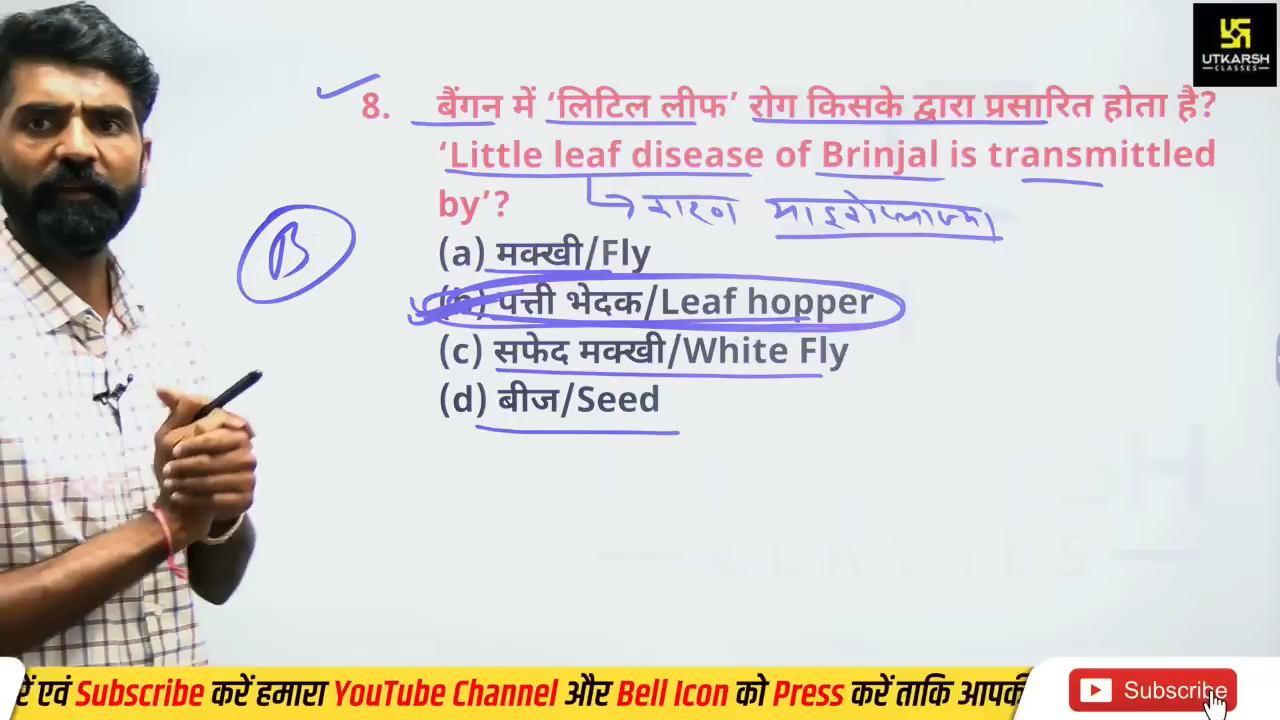 UTKARSH
CLASSES
8. बैंगन में ‘लिटिल लीफ’ रोग किसके द्वारा प्रसारित होता है?
‘Little leaf disease of Brinjal is transmittled
by’?
(a) मक्खी/Fly
B
(b) पत्ती भेदक/Leaf hopper
(c) सफेद मक्खी/White Fly
(d) बीज/Seed
CLASSES
रें एवं Subscribe करें हमारा YouTube Channel और Bell Icon को Press करें ताकि आपकी
Subscribe